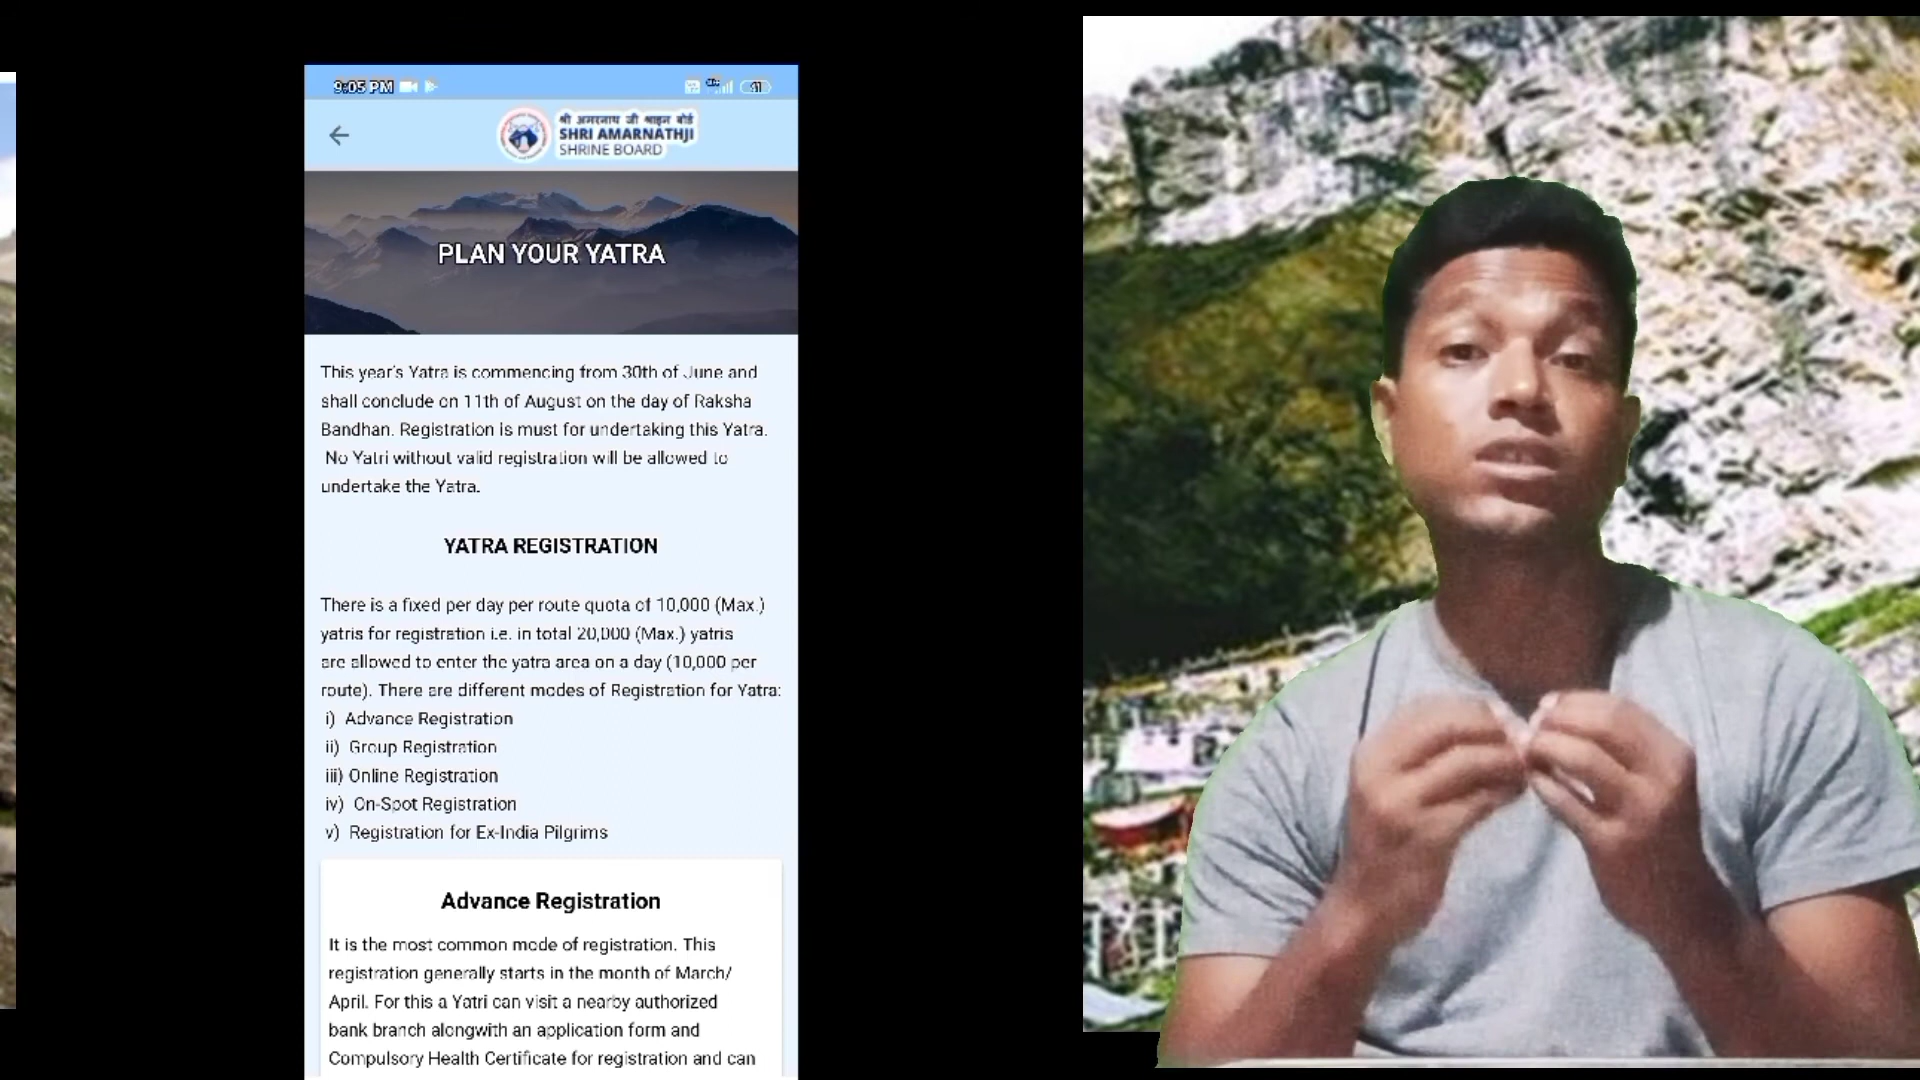 9:05 PM
41
श्री अमरनाथ जी श्राइन बोर्ड
SHRI AMARNATHJI
SHRINE BOARD
PLAN YOUR YATRA
This year's Yatra is commencing from 30th of June and
shall conclude on 11th of August on the day of Raksha
Bandhan. Registration is must for undertaking this Yatra.
No Yatri without valid registration will be allowed to
undertake the Yatra.
YATRA REGISTRATION
There is a fixed per day per route quota of 10,000 (Max.)
yatris for registration i.e. in total 20,000 (Max.) yatris
are allowed to enter the yatra area on a day (10,000 per
route). There are different modes of Registration for Yatra:
i) Advance Registration
ii) Group Registration
iii) Online Registration
iv) On-Spot Registration
v) Registration for Ex-India Pilgrims
Advance Registration
It is the most common mode of registration. This
registration generally starts in the month of March/
April. For this a Yatri can visit a nearby authorized
bank branch alongwith an application form and
Compulsory Health Certificate for registration and can